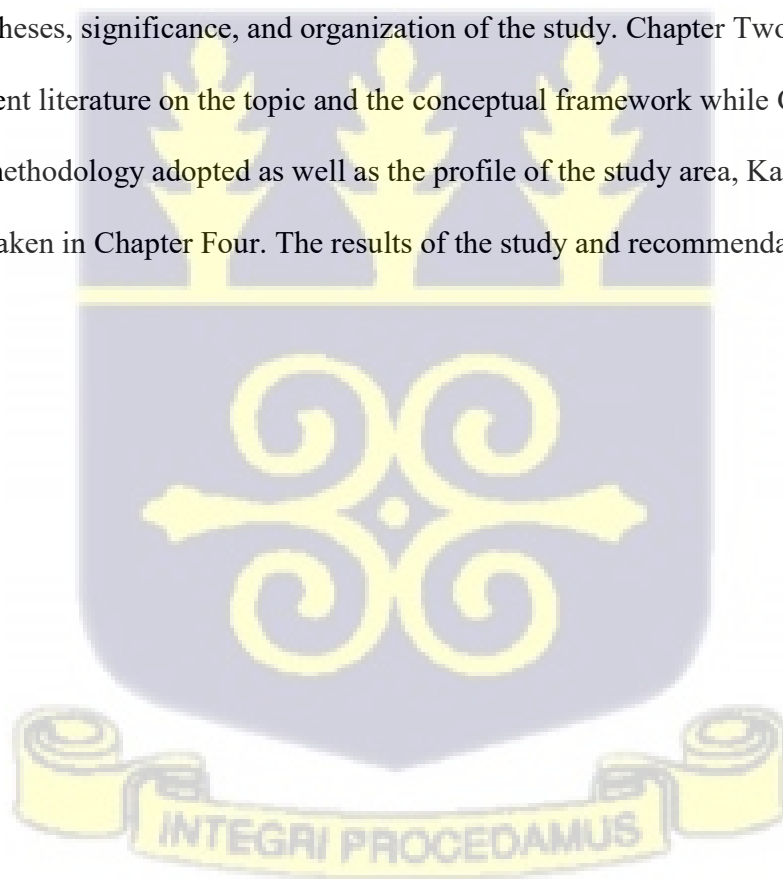 heses, significance, and organization of the study. Chapter Two
ent literature on the topic and the conceptual framework while
ethodology adopted as well as the profile of the study area, Ka
aken in Chapter Four. The results of the study and recommenda
INTEGRI PROCEDAMUS